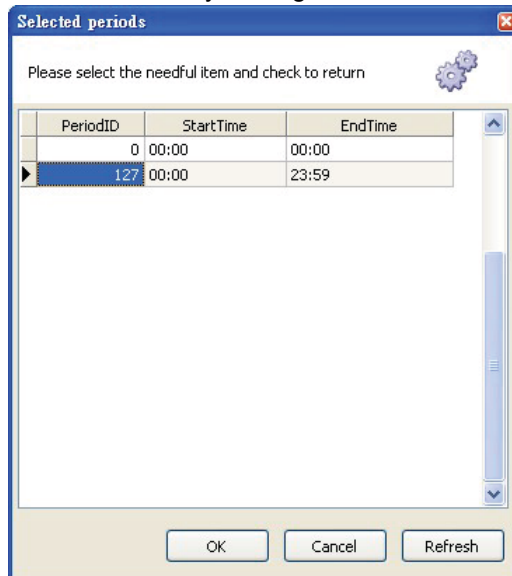 Selected periods
Please select the needful item and check to return
PeriodID StartTime EndTime
0 00:00 00:00
127 00:00 23:59
OK Cancel Refresh